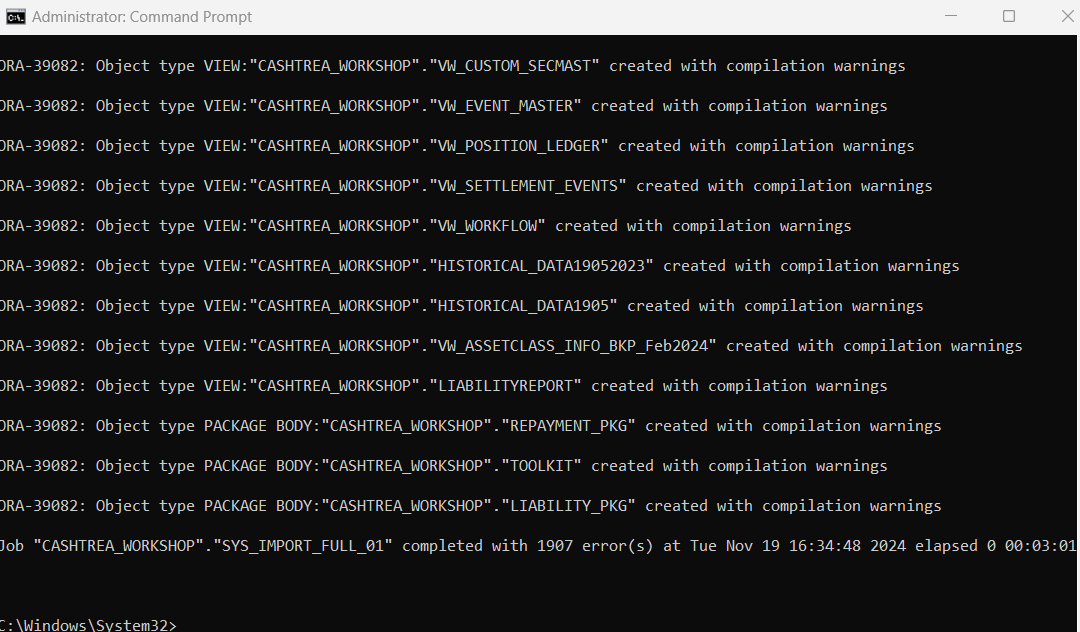 Administrator: Command Prompt
ORA-39082: Object type VIEW:"CASHTREA_WORKSHOP"."VW_CUSTOM_SECMAST" created with compilation warnings
ORA-39082: Object type VIEW:"CASHTREA_WORKSHOP"."VW_EVENT_MASTER" created with compilation warnings
ORA-39082: Object type VIEW:"CASHTREA_WORKSHOP"."VW_POSITION_LEDGER" created with compilation warnings
ORA-39082: Object type VIEW:"CASHTREA_WORKSHOP"."VW_SETTLEMENT_EVENTS" created with compilation warnings
ORA-39082: Object type VIEW:"CASHTREA_WORKSHOP"."VW_WORKFLOW" created with compilation warnings
ORA-39082: Object type VIEW:"CASHTREA_WORKSHOP"."HISTORICAL_DATA19052023" created with compilation warnings
ORA-39082: Object type VIEW:"CASHTREA_WORKSHOP"."HISTORICAL_DATA1905" created with compilation warnings
ORA-39082: Object type VIEW:"CASHTREA_WORKSHOP"."VW_ASSETCLASS_INFO_BKP_Feb2024" created with compilation warnings
ORA-39082: Object type VIEW:"CASHTREA_WORKSHOP"."LIABILITYREPORT" created with compilation warnings
ORA-39082: Object type PACKAGE BODY:"CASHTREA_WORKSHOP"."REPAYMENT_PKG" created with compilation warnings
ORA-39082: Object type PACKAGE BODY:"CASHTREA_WORKSHOP"."TOOLKIT" created with compilation warnings
ORA-39082: Object type PACKAGE BODY:"CASHTREA_WORKSHOP"."LIABILITY_PKG" created with compilation warnings
Job "CASHTREA_WORKSHOP"."SYS_IMPORT_FULL_01" completed with 1907 error(s) at Tue Nov 19 16:34:48 2024 elapsed 0 00:03:01
C:\Windows\System32>